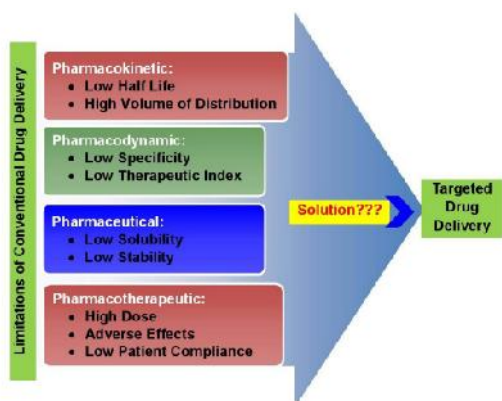 Limitations of Conventional Drug Delivery
Pharmacokinetic:
• Low Half Life
• High Volume of Distribution
Pharmacodynamic:
• Low Specificity
• Low Therapeutic Index
Pharmaceutical:
• Low Solubility
• Low Stability
Pharmacotherapeutic:
• High Dose
• Adverse Effects
• Low Patient Compliance
Solution???
Targeted
Drug
Delivery